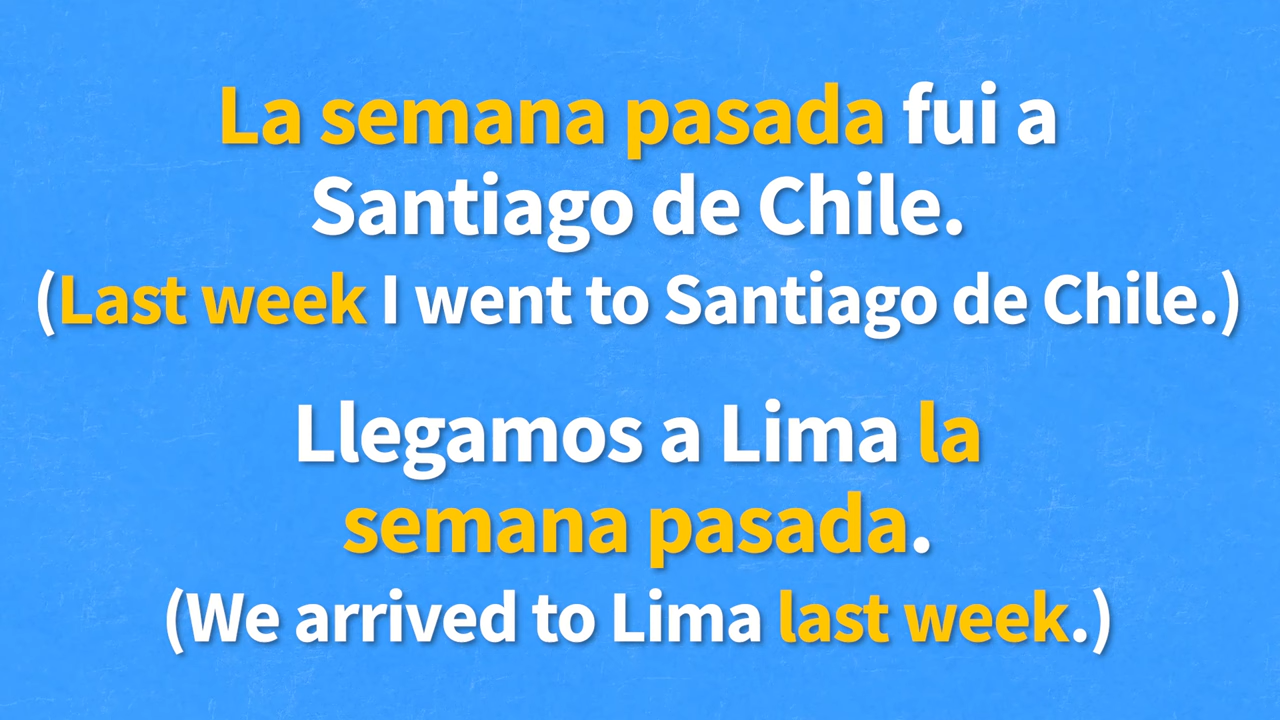 La semana pasada fui a
Santiago de Chile.
(Last week I went to Santiago de Chile.)
Llegamos a Lima la
semana pasada.
(We arrived to Lima last week.)